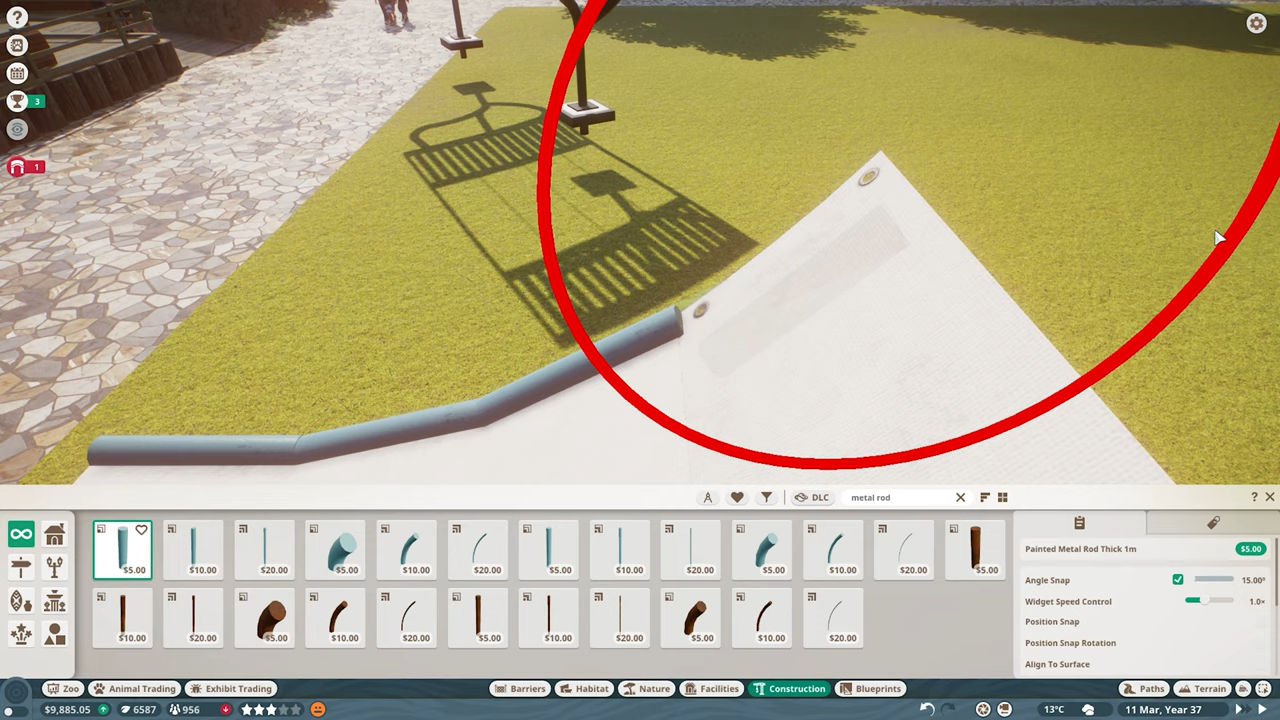 ?
3
1
DLC
metal rod
?
$5.00
$10.00
$20.00
$5.00
$10.00
$20.00
$5.00
$10.00
$20.00
$5.00
$10.00
$20.00
$5.00
$10.00
$20.00
$5.00
$10.00
$20.00
$5.00
$10.00
$20.00
$5.00
$10.00
$20.00
Painted Metal Rod Thick 1m
$5.00
Angle Snap
15.00°
Widget Speed Control
1.0×
Position Snap
Position Snap Rotation
Align To Surface
Zoo
Animal Trading
Exhibit Trading
Barriers
Habitat
Nature
Facilities
Construction
Blueprints
Paths
Terrain
$9,885.05
6587
956
13°C
11 Mar, Year 37